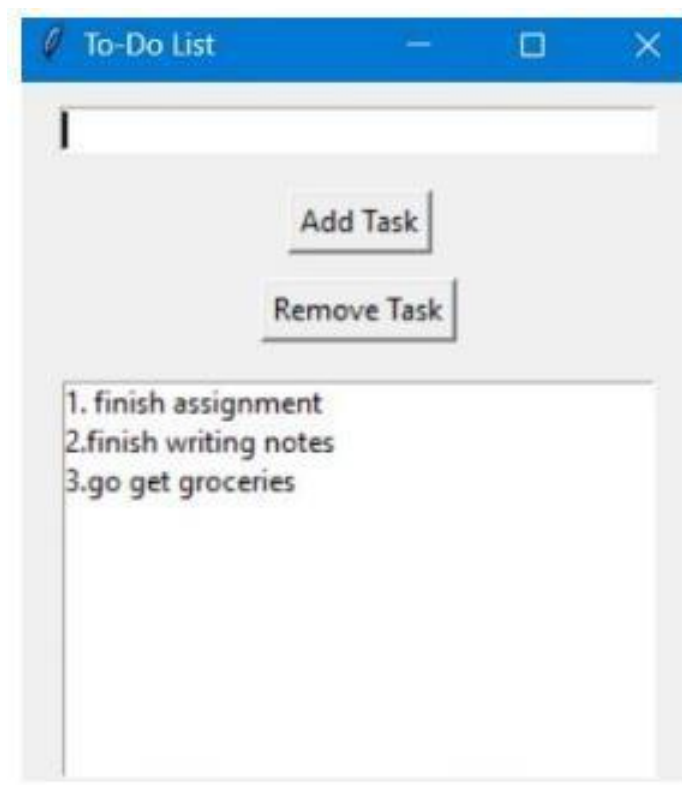 To-Do List
Add Task
Remove Task
1. finish assignment
2.finish writing notes
3.go get groceries